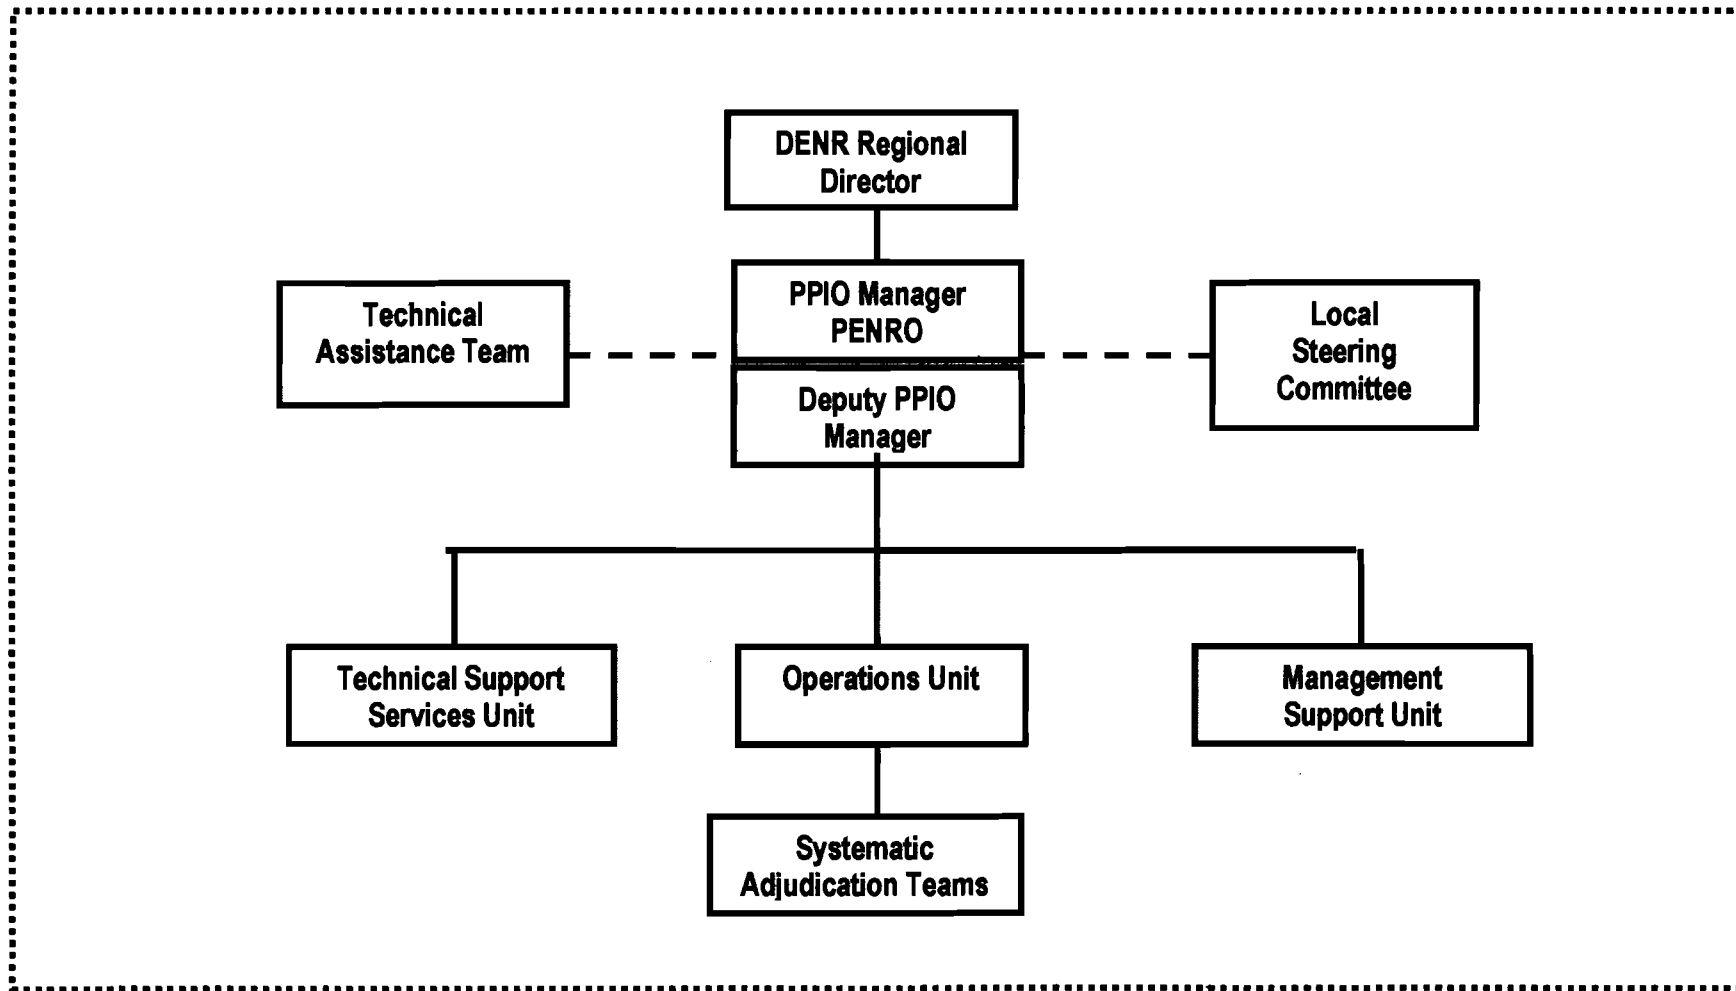 DENR Regional
Director
PPIO Manager
PENRO
Technical
Assistance Team
Local
Steering
Committee
Deputy PPIO
Manager
Technical Support
Services Unit
Operations Unit
Management
Support Unit
Systematic
Adjudication Teams